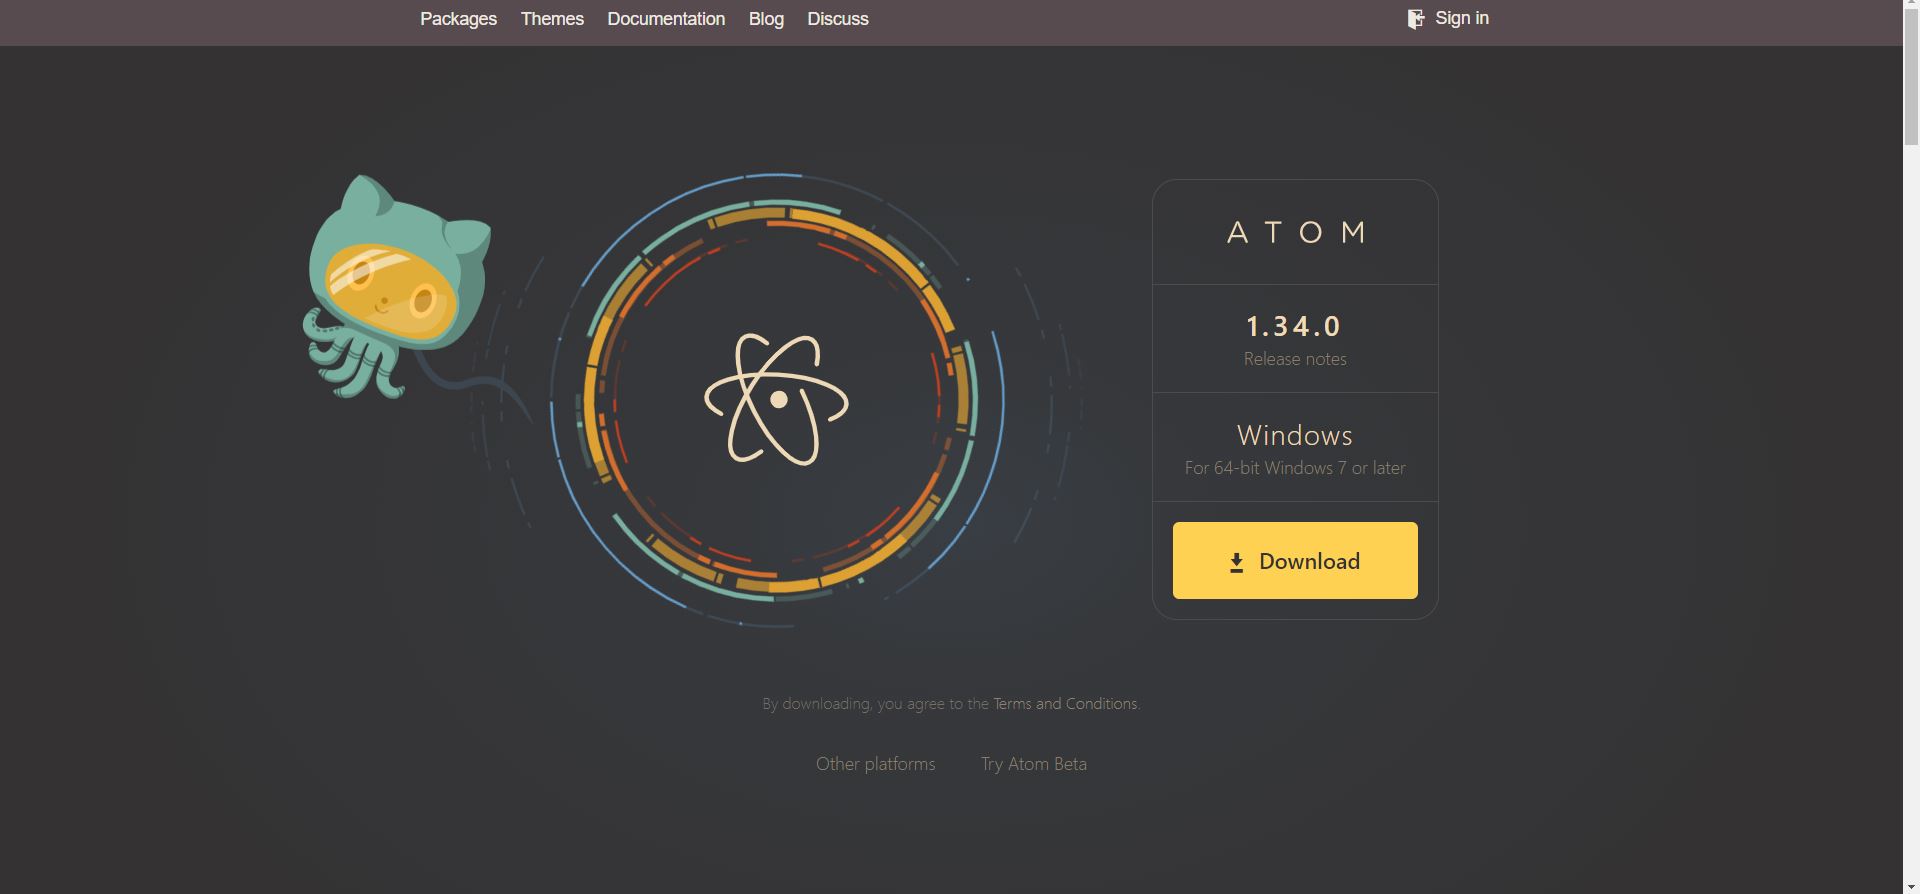 Packages Themes Documentation Blog Discuss Sign in
ATOM
1.34.0
Release notes
Windows
For 64-bit Windows 7 or later
Download
By downloading, you agree to the Terms and Conditions.
Other platforms Try Atom Beta